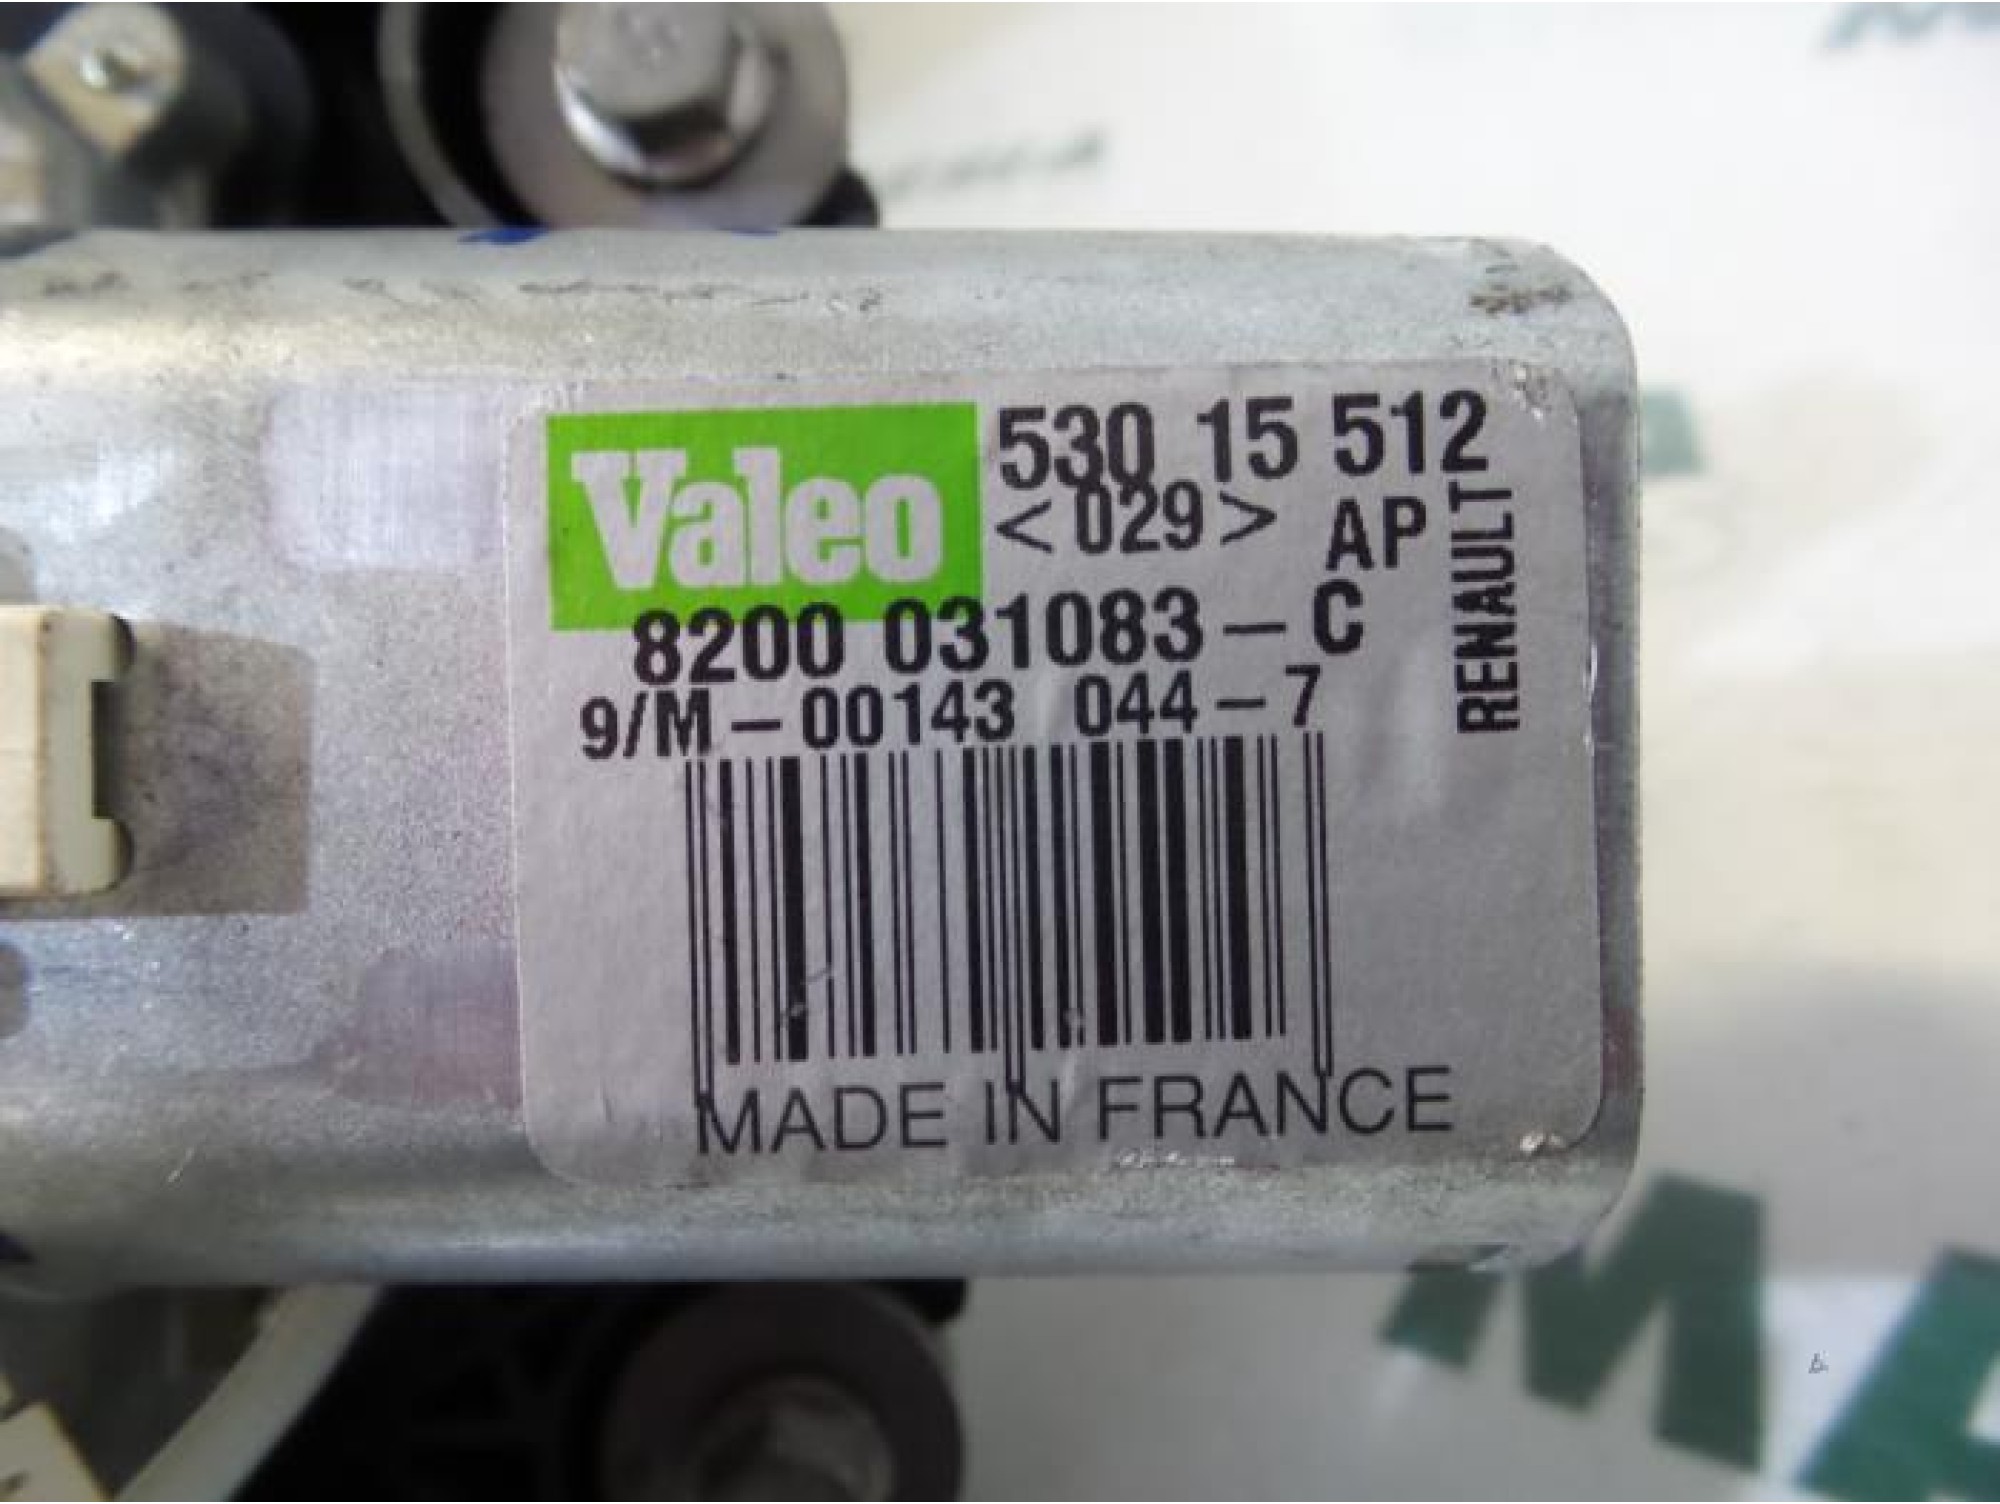 Valeo
530 15 512
<029> AP
RENAULT
8200 031083-C
9/M-00143 044-7
MADE IN FRANCE